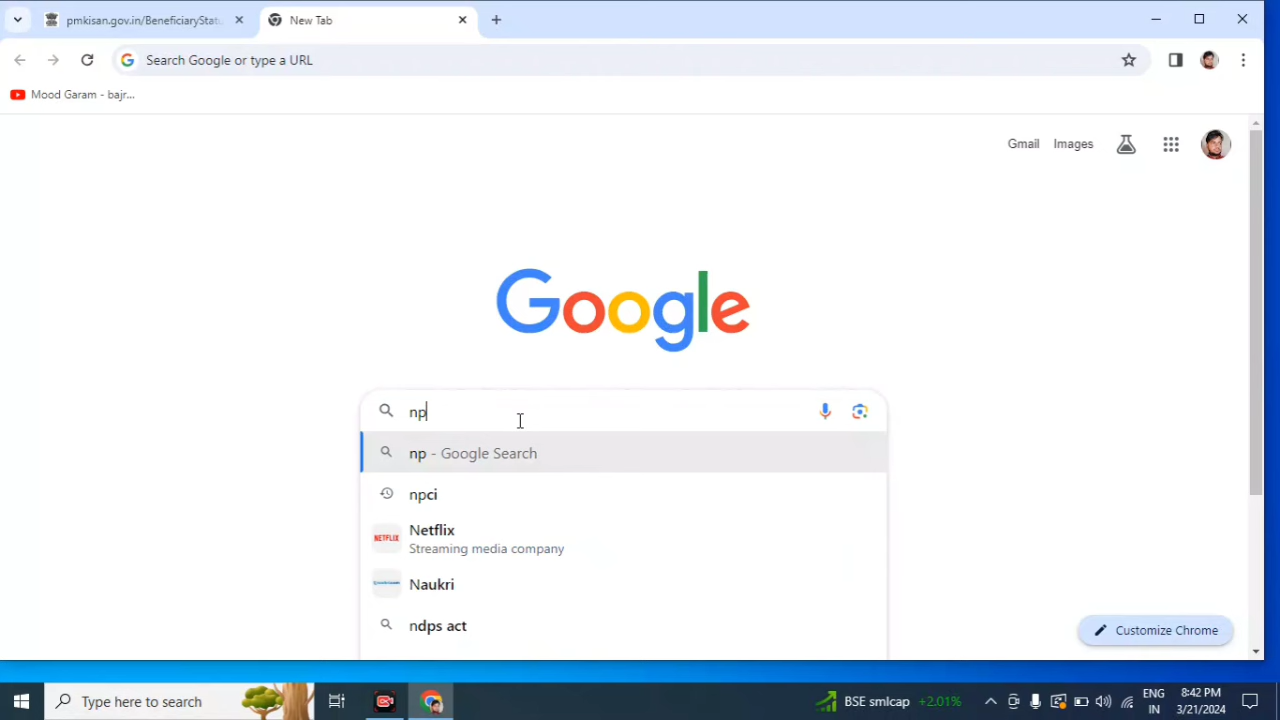 pmkisan.gov.in/BeneficiaryStatu
New Tab
Search Google or type a URL
Mood Garam - bajr...
Gmail
Images
Google
np
np - Google Search
npci
NETFLIX
Netflix
Streaming media company
Naukri
ndps act
Customize Chrome
Type here to search
BSE smlcap +2.01%
ENG
IN
8:42 PM
3/21/2024